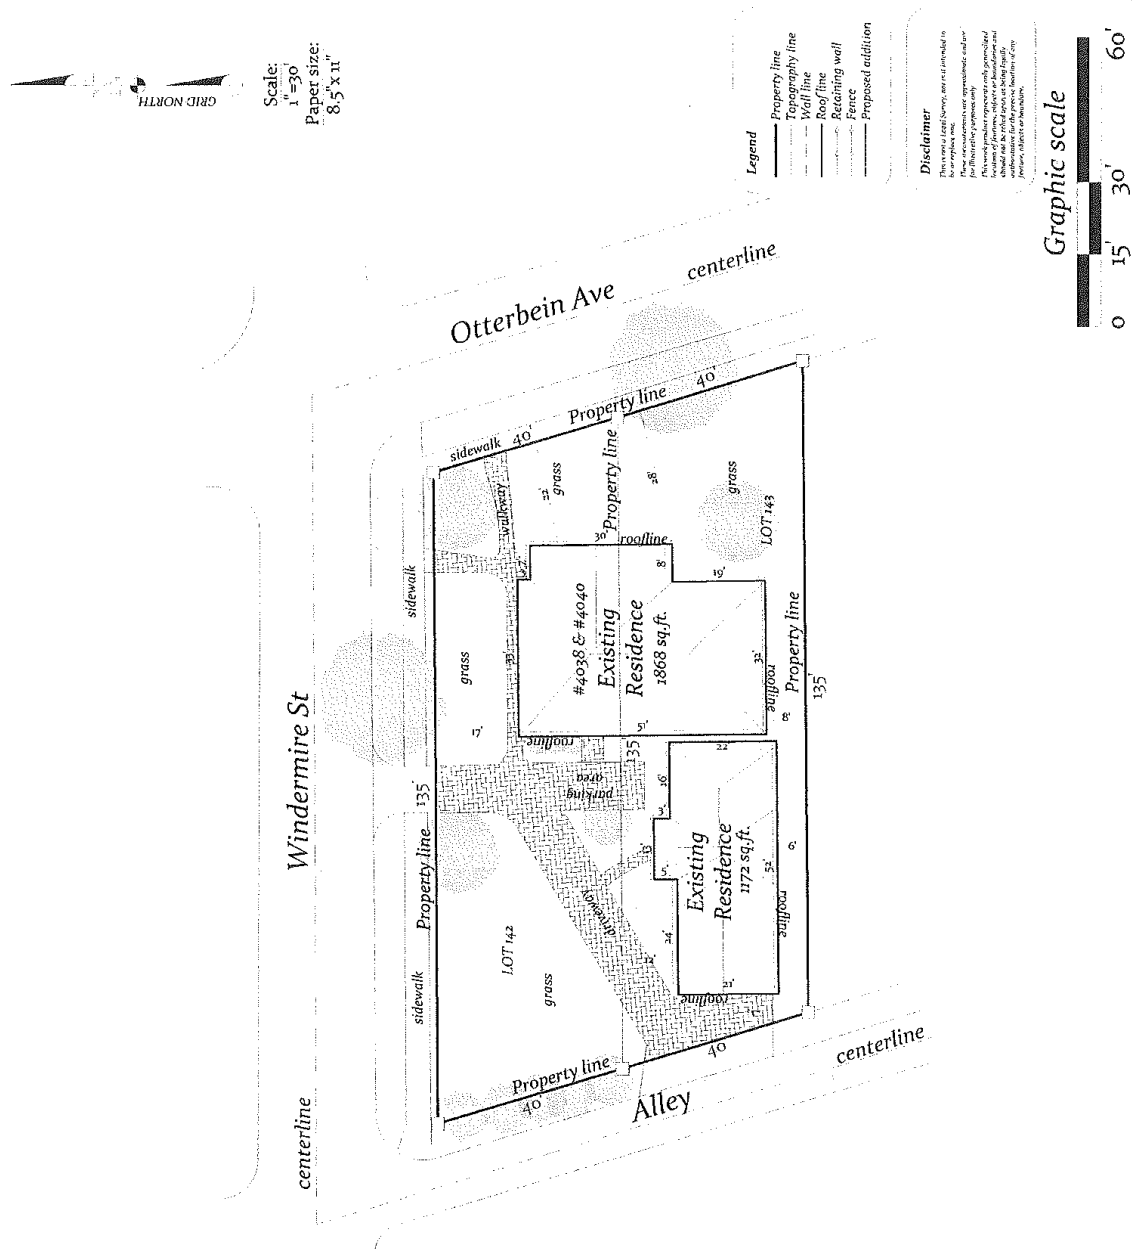 GRID NORTH
Scale:
1"=30'
Paper size:
8.5"x 11"
Legend
Property line
Topography line
Wall line
Roof line
Retaining wall
Fence
Proposed addition
Disclaimer
Graphic scale
0 15' 30' 60'
Otterbein Ave
centerline
Windermire St
centerline
Alley
centerline
sidewalk
sidewalk
sidewalk
Property line
135'
Property line
40'
40'
Property line
135'
Property line
40'
40
Property line
135
LOT 142
grass
grass
17'
walkway
22'
grass
28'
grass
LOT 143
#4038 & #4040
Existing
Residence
1868 sq.ft.
30'
roofline
8'
19'
32'
roofline
8'
51'
roofline
33'
parking
area
driveway
12'
Existing
Residence
1172 sq.ft.
22'
16'
3'
13'
5'
24'
21'
roofline
52'
roofline
6'